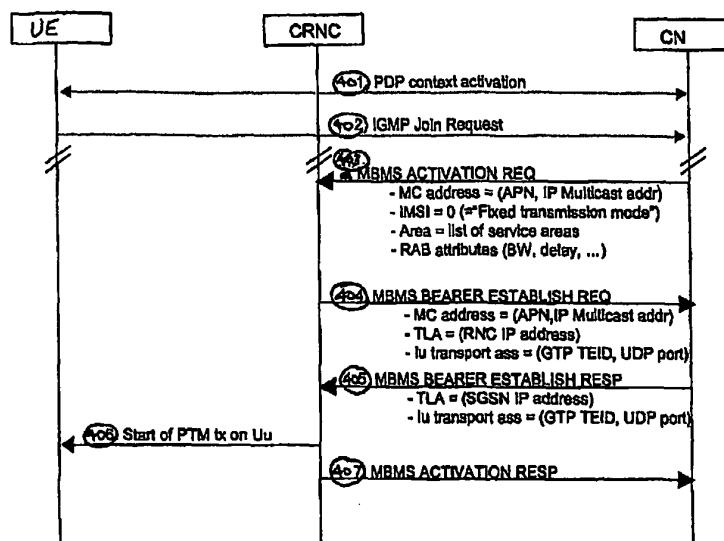 UE CRNC CN
401 PDP context activation
402 IGMP Join Request
403
MBMS ACTIVATION REQ
- MC address = (APN, IP Multicast addr)
- IMSI = 0 (="Fixed transmission mode")
- Area = list of service areas
- RAB attributes (BW, delay, ...)
404 MBMS BEARER ESTABLISH REQ
- MC address = (APN,IP Multicast addr)
- TLA = (RNC IP address)
- Iu transport ass = (GTP TEID, UDP port)
405 MBMS BEARER ESTABLISH RESP
- TLA = (SGSN IP address)
- Iu transport ass = (GTP TEID, UDP port)
406 Start of PTM tx on Uu
407 MBMS ACTIVATION RESP